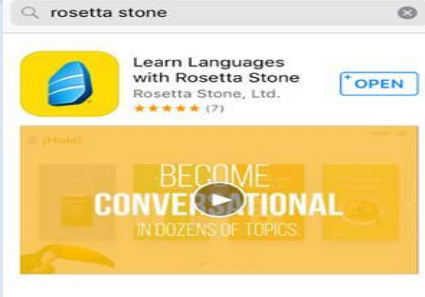 rosetta stone
Learn Languages
with Rosetta Stone
Rosetta Stone, Ltd.
(7)
+ OPEN
¡Hola!
BECOME
CONVERSATIONAL
IN DOZENS OF TOPICS